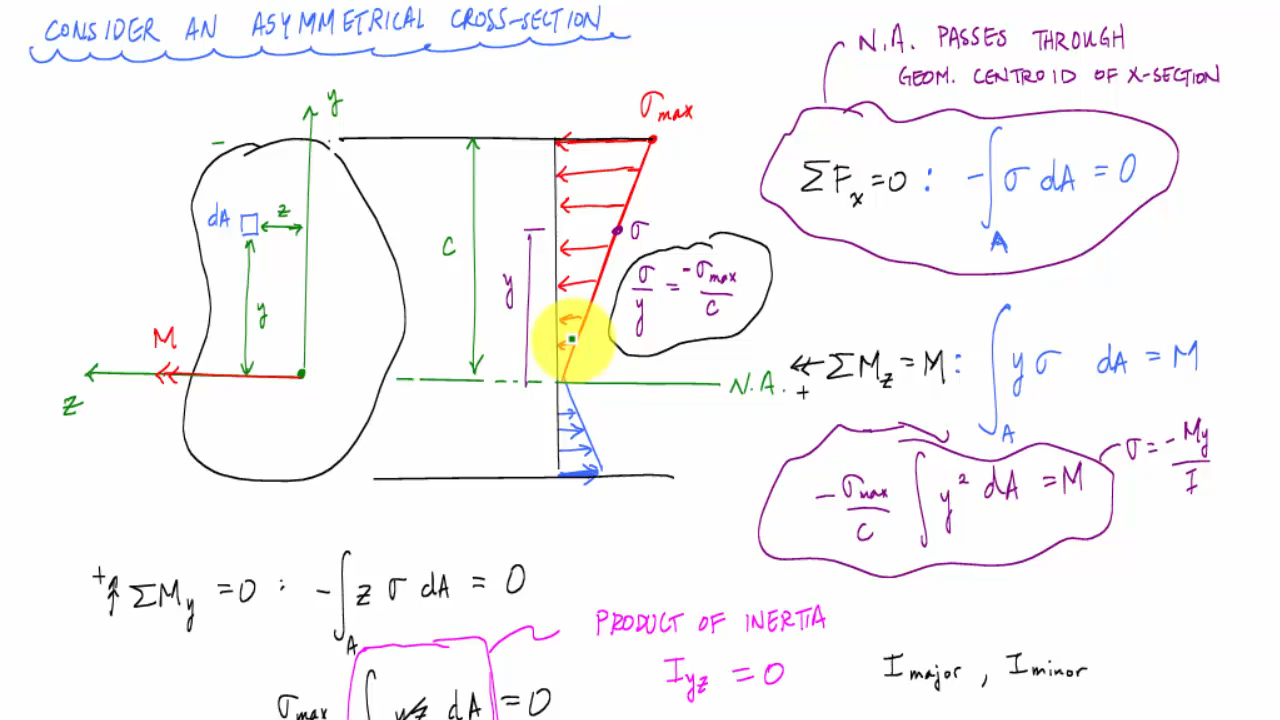 CONSIDER AN ASYMMETRICAL CROSS-SECTION
N.A. PASSES THROUGH
GEOM. CENTROID OF X-SECTION
y
σmax
ΣFx=0 : -∫A σ dA = 0
dA
z
σ
C
y
σ/y = -σmax/c
y
M
z
N.A.
+ ΣMz = M : ∫A y σ dA = M
σ = -My/I
-σmax/c ∫ y² dA = M
+ ΣMy = 0 : -∫A z σ dA = 0
PRODUCT OF INERTIA
Iyz = 0
Imajor , Iminor
σmax ∫ yz dA = 0